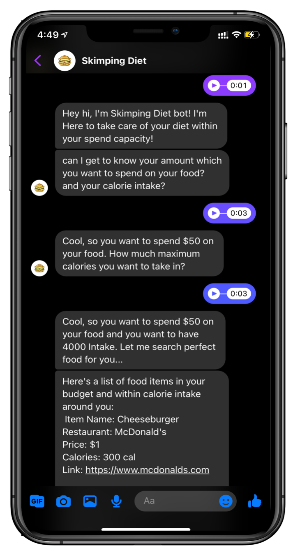 4:49
Skimping Diet
0:01
Hey hi, I'm Skimping Diet bot! I'm
Here to take care of your diet within
your spend capacity!
can I get to know your amount which
you want to spend on your food?
and your calorie intake?
0:03
Cool, so you want to spend $50 on
your food. How much maximum
calories you want to take in?
0:03
Cool, so you want to spend $50 on
your food and you want to have
4000 Intake. Let me search perfect
food for you...
Here's a list of food items in your
budget and within calorie intake
around you:
Item Name: Cheeseburger
Restaurant: McDonald's
Price: $1
Calories: 300 cal
Link: https://www.mcdonalds.com
GIF
Aa